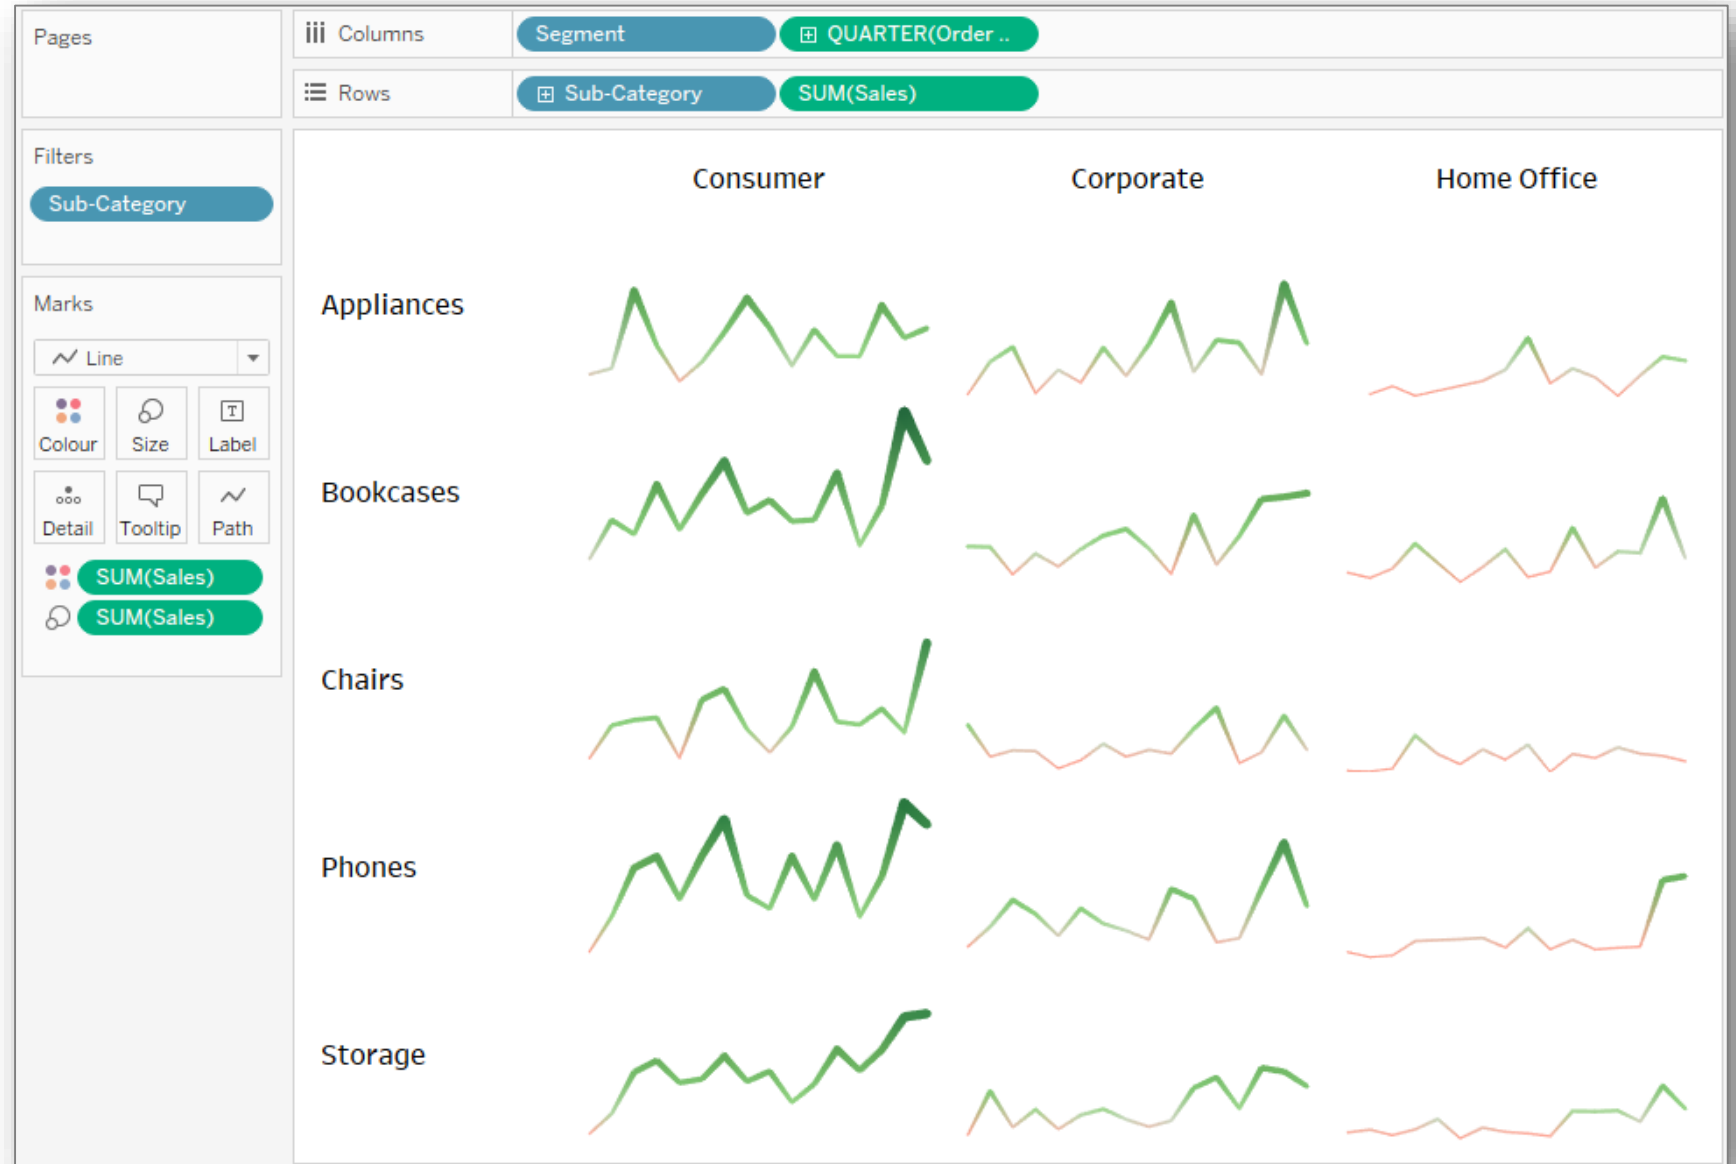 Pages
Columns
Segment
QUARTER(Order ..
Rows
Sub-Category
SUM(Sales)
Filters
Sub-Category
Marks
Line
Colour
Size
Label
Detail
Tooltip
Path
SUM(Sales)
SUM(Sales)
Consumer
Corporate
Home Office
Appliances
Bookcases
Chairs
Phones
Storage